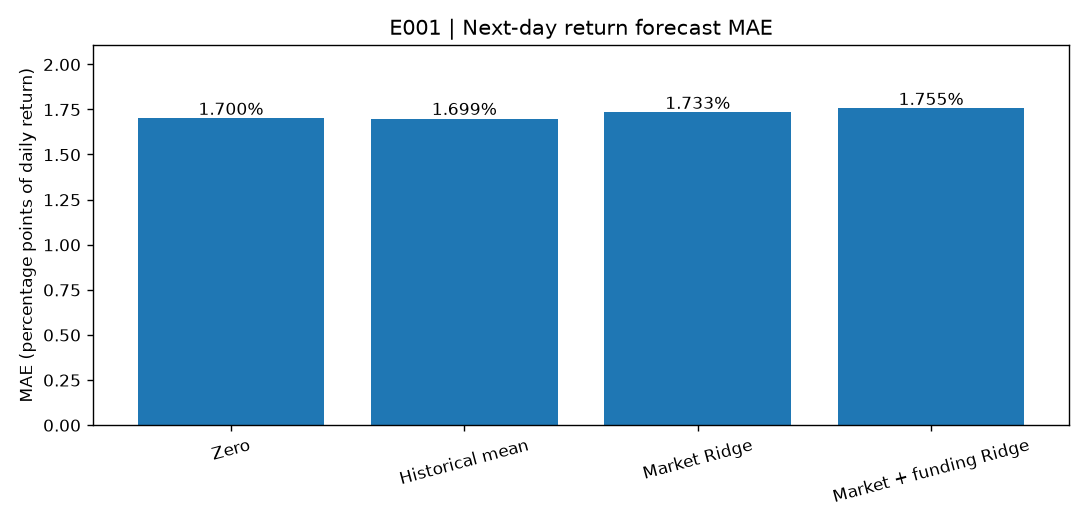 E001 | Next-day return forecast MAE
MAE (percentage points of daily return)
2.00
1.75
1.50
1.25
1.00
0.75
0.50
0.25
0.00
1.700%
1.699%
1.733%
1.755%
Zero
Historical mean
Market Ridge
Market + funding Ridge